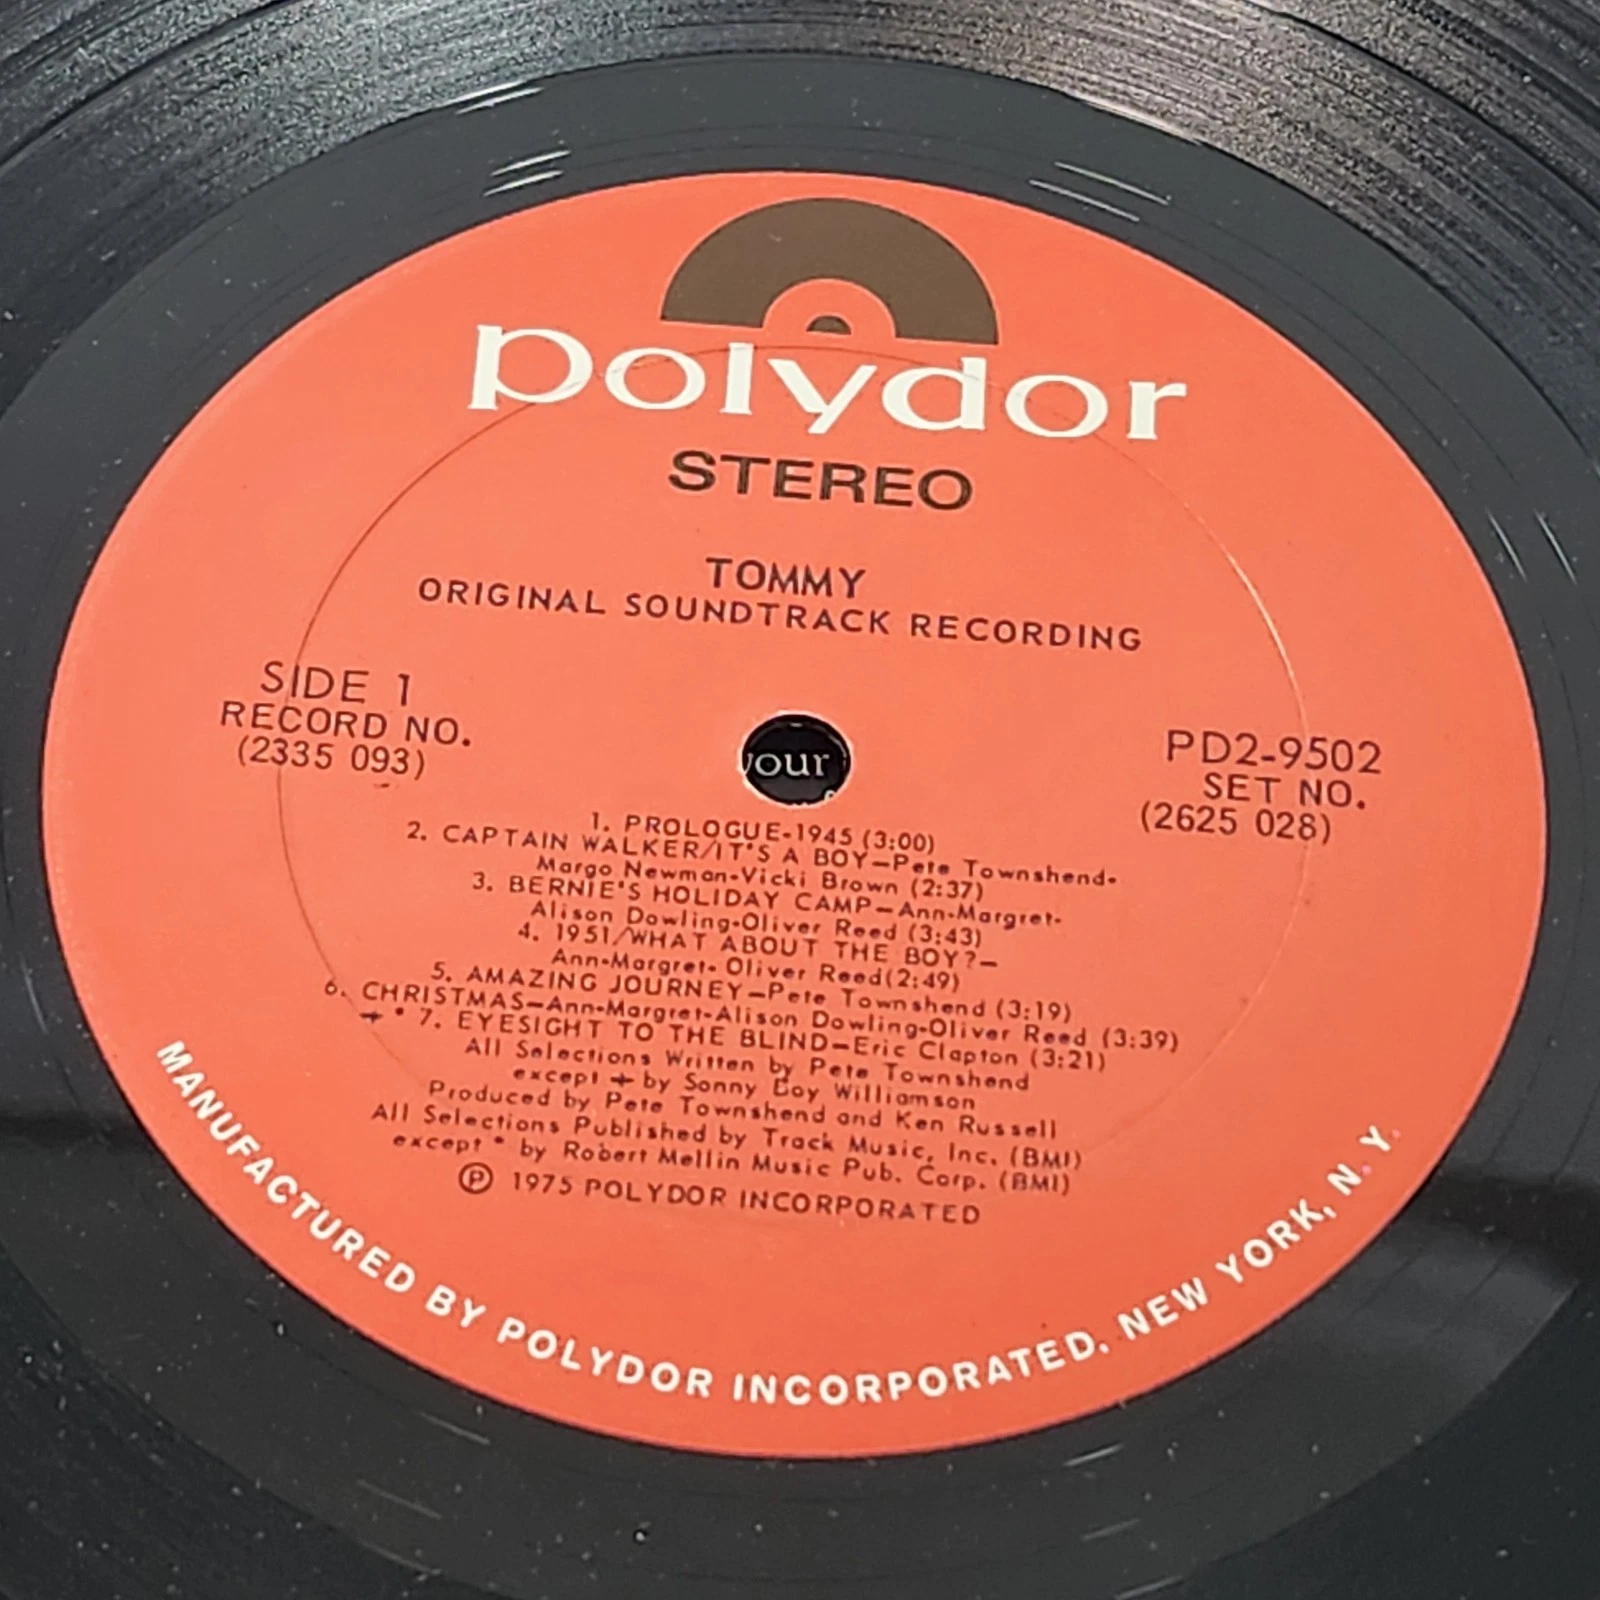 polydor
STEREO
TOMMY
ORIGINAL SOUNDTRACK RECORDING
SIDE 1
RECORD NO.
(2335 093)
PD2-9502
SET NO.
(2625 028)
your
1. PROLOGUE-1945 (3:00)
2. CAPTAIN WALKER/IT'S A BOY—Pete Townshend-
Margo Newman-Vicki Brown (2:37)
3. BERNIE'S HOLIDAY CAMP—Ann-Margret-
Alison Dowling-Oliver Reed (3:43)
4. 1951/WHAT ABOUT THE BOY?—
Ann-Margret- Oliver Reed(2:49)
5. AMAZING JOURNEY—Pete Townshend (3:19)
6. CHRISTMAS—Ann-Margret-Alison Dowling-Oliver Reed (3:39)
+ * 7. EYESIGHT TO THE BLIND—Eric Clapton (3:21)
All Selections Written by Pete Townshend
except + by Sonny Boy Williamson
Produced by Pete Townshend and Ken Russell
All Selections Published by Track Music, Inc. (BMI)
except * by Robert Mellin Music Pub. Corp. (BMI)
℗ 1975 POLYDOR INCORPORATED
MANUFACTURED BY POLYDOR INCORPORATED, NEW YORK, N. Y.